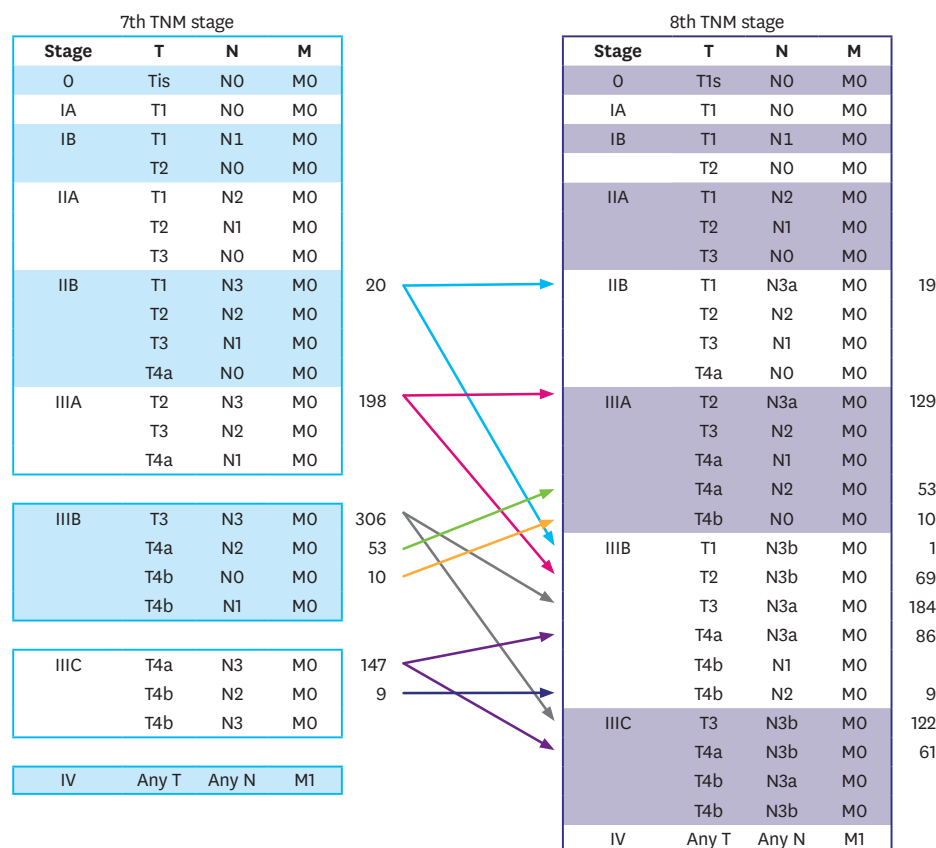 7th TNM stage
Stage T N M
0 Tis N0 M0
IA T1 N0 M0
IB T1 N1 M0
T2 N0 M0
IIA T1 N2 M0
T2 N1 M0
T3 N0 M0
IIB T1 N3 M0 20
T2 N2 M0
T3 N1 M0
T4a N0 M0
IIIA T2 N3 M0 198
T3 N2 M0
T4a N1 M0
IIIB T3 N3 M0 306
T4a N2 M0 53
T4b N0 M0 10
T4b N1 M0
IIIC T4a N3 M0 147
T4b N2 M0 9
T4b N3 M0
IV Any T Any N M1
8th TNM stage
Stage T N M
0 T1s N0 M0
IA T1 N0 M0
IB T1 N1 M0
T2 N0 M0
IIA T1 N2 M0
T2 N1 M0
T3 N0 M0
IIB T1 N3a M0 19
T2 N2 M0
T3 N1 M0
T4a N0 M0
IIIA T2 N3a M0 129
T3 N2 M0
T4a N1 M0
T4a N2 M0 53
T4b N0 M0 10
IIIB T1 N3b M0 1
T2 N3b M0 69
T3 N3a M0 184
T4a N3a M0 86
T4b N1 M0
T4b N2 M0 9
IIIC T3 N3b M0 122
T4a N3b M0 61
T4b N3a M0
T4b N3b M0
IV Any T Any N M1